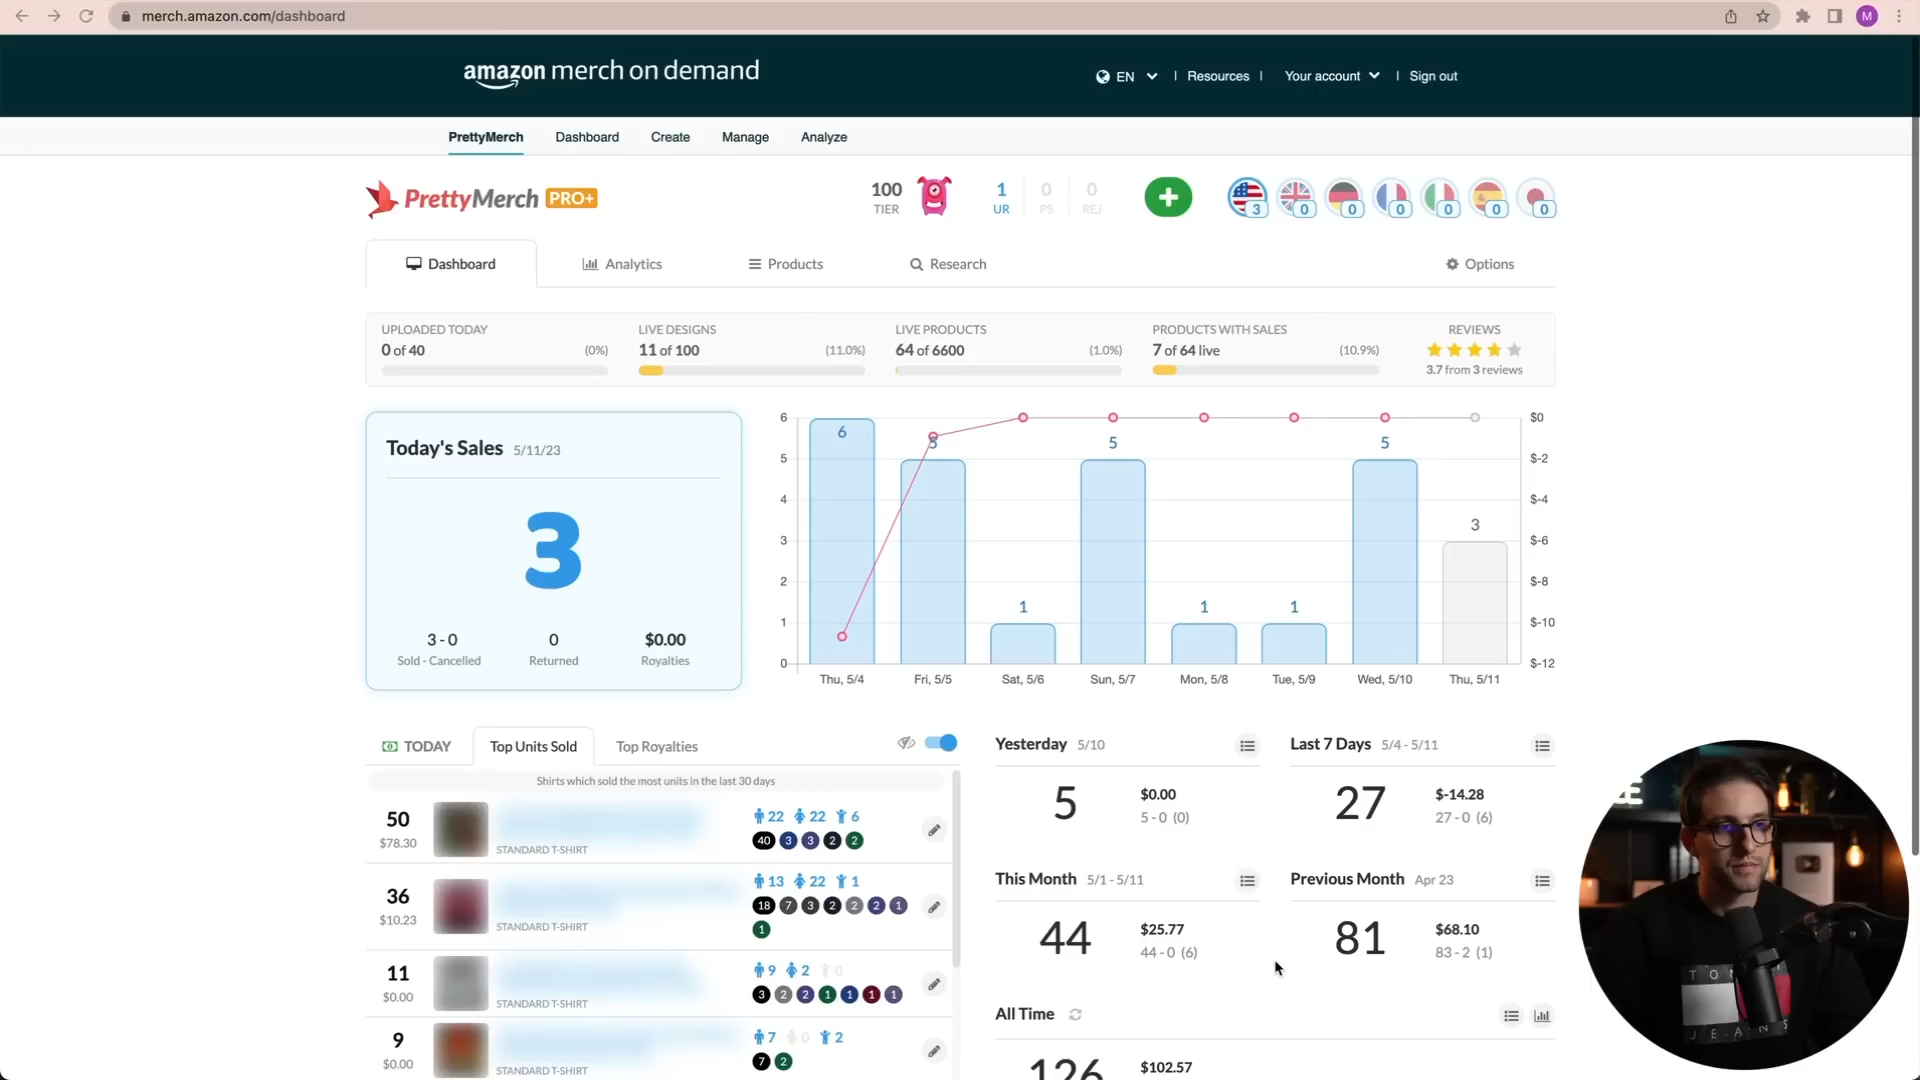 merch.amazon.com/dashboard
M
amazon merch on demand
EN | Resources | Your account | Sign out
PrettyMerch Dashboard Create Manage Analyze
PrettyMerch PRO+
100 TIER
1 UR
0 PS
0 REJ
3 0 0 0 0 0 0
Dashboard Analytics Products Research Options
UPLOADED TODAY
0 of 40 (0%)
LIVE DESIGNS
11 of 100 (11.0%)
LIVE PRODUCTS
64 of 6600 (1.0%)
PRODUCTS WITH SALES
7 of 64 live (10.9%)
REVIEWS
3.7 from 3 reviews
Today's Sales 5/11/23
3
3 - 0 0 $0.00
Sold - Cancelled Returned Royalties
6 5 4 3 2 1 0
6 5 1 5 1 1 5 3
$0 $-2 $-4 $-6 $-8 $-10 $-12
Thu, 5/4 Fri, 5/5 Sat, 5/6 Sun, 5/7 Mon, 5/8 Tue, 5/9 Wed, 5/10 Thu, 5/11
TODAY Top Units Sold Top Royalties
Shirts which sold the most units in the last 30 days
50 22 22 6
$78.30 40 3 3 2 2
STANDARD T-SHIRT
36 13 22 1
$10.23 18 7 3 2 2 2 1
1
STANDARD T-SHIRT
11 9 2 0
$0.00 3 2 2 1 1 1 1
STANDARD T-SHIRT
9 7 0 2
$0.00 7 2
STANDARD T-SHIRT
Yesterday 5/10
5 $0.00
5 - 0 (0)
Last 7 Days 5/4 - 5/11
27 $-14.28
27 - 0 (6)
This Month 5/1 - 5/11
44 $25.77
44 - 0 (6)
Previous Month Apr 23
81 $68.10
83 - 2 (1)
All Time
126 $102.57
JEANS